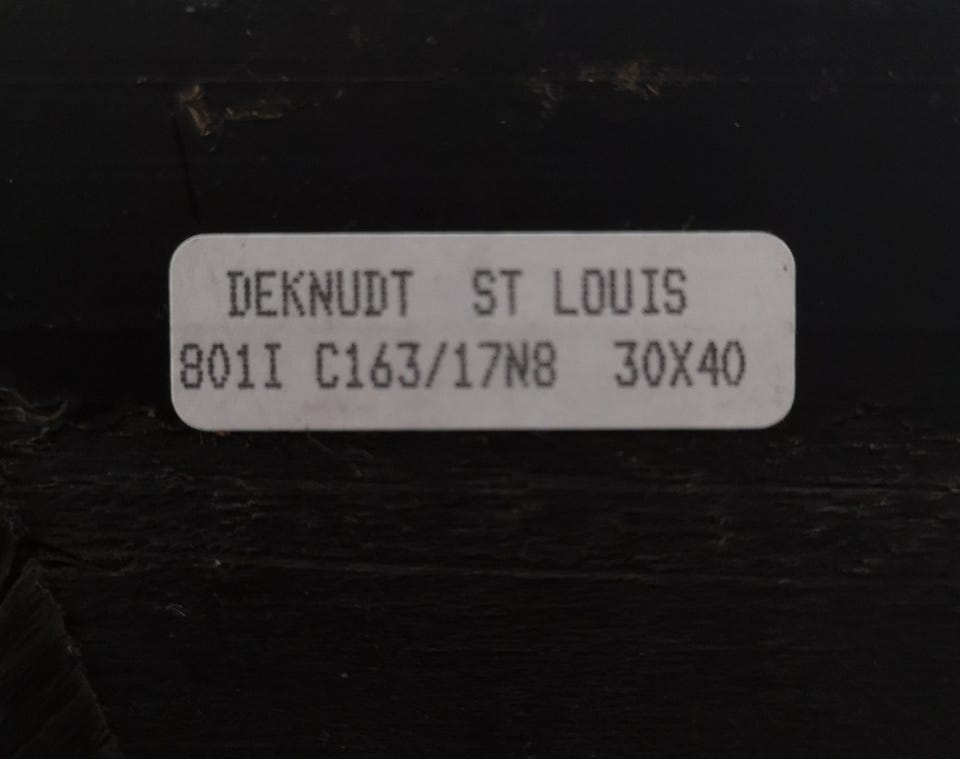 DEKNUDT ST LOUIS
801I C163/17N8 30X40